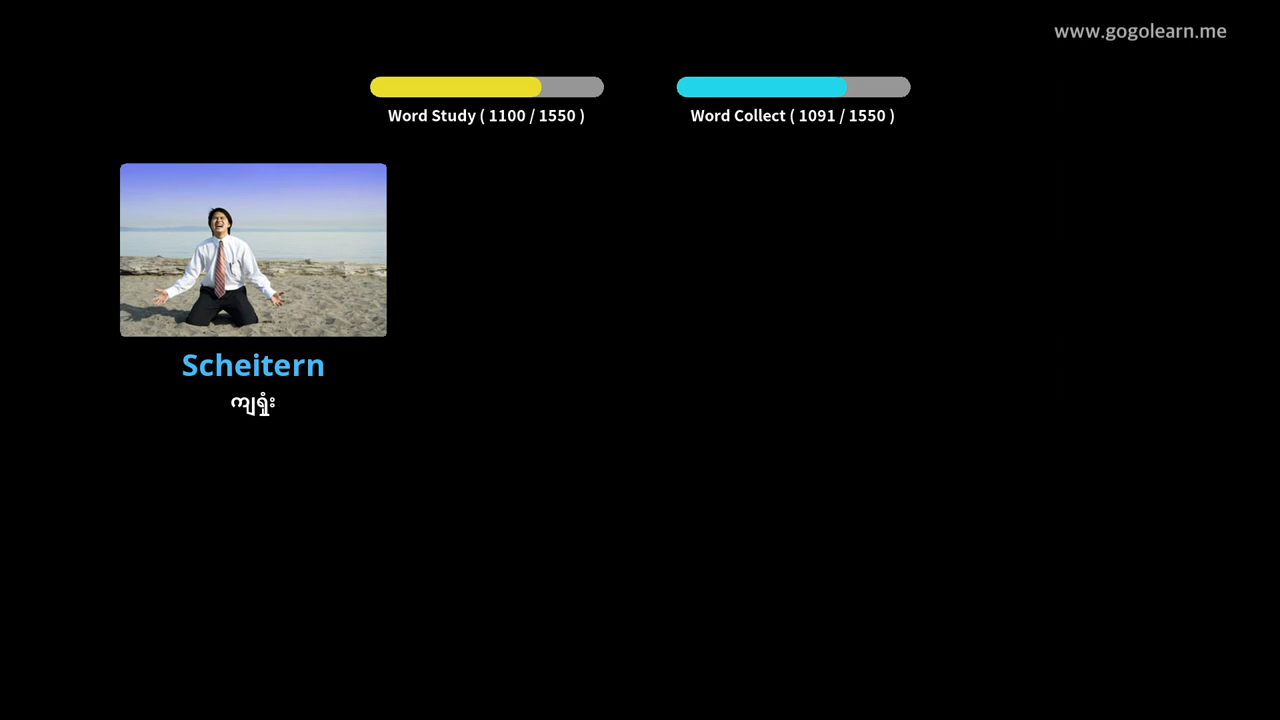 www.gogolearn.me
Word Study ( 1100 / 1550 )
Word Collect ( 1091 / 1550 )
Scheitern
ကျရှုံး